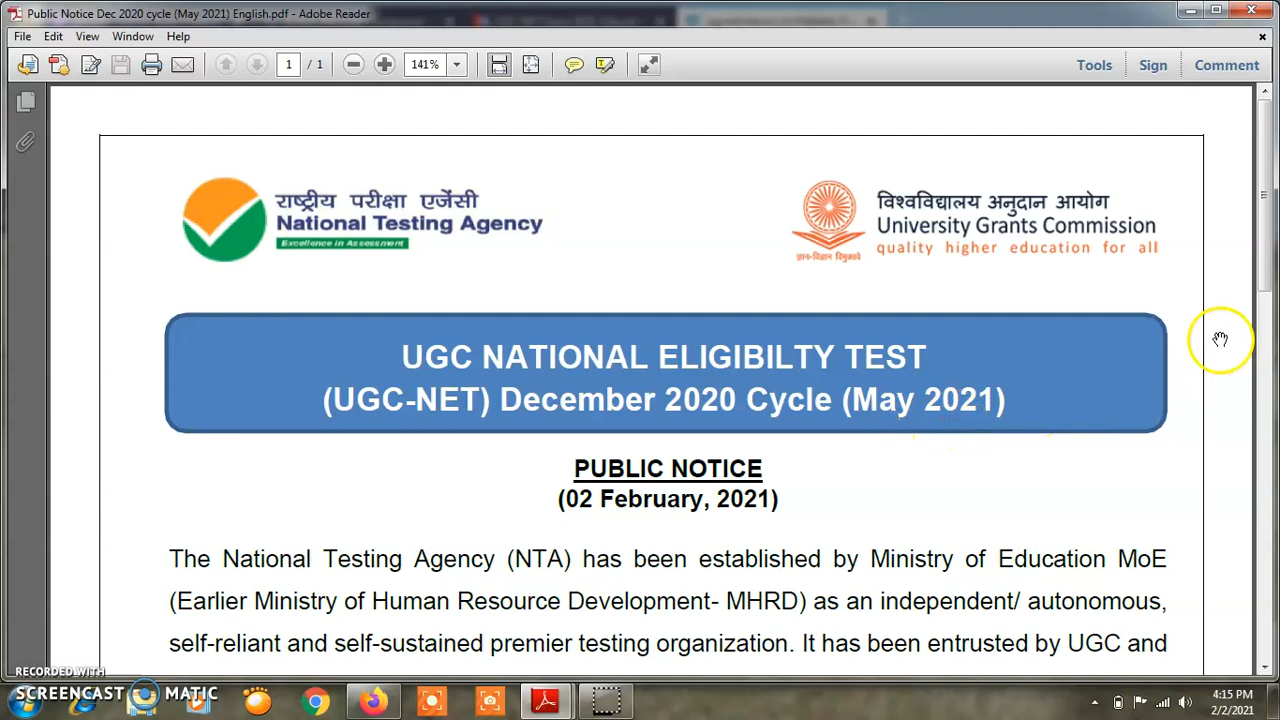 Public Notice Dec 2020 cycle (May 2021) English.pdf - Adobe Reader
File Edit View Window Help
1 / 1 141% Tools Sign Comment
राष्ट्रीय परीक्षा एजेंसी
National Testing Agency
Excellence in Assessment
विश्वविद्यालय अनुदान आयोग
University Grants Commission
quality higher education for all
ज्ञान-विज्ञान विमुक्तये
UGC NATIONAL ELIGIBILTY TEST
(UGC-NET) December 2020 Cycle (May 2021)
PUBLIC NOTICE
(02 February, 2021)
The National Testing Agency (NTA) has been established by Ministry of Education MoE
(Earlier Ministry of Human Resource Development- MHRD) as an independent/ autonomous,
self-reliant and self-sustained premier testing organization. It has been entrusted by UGC and
RECORDED WITH
SCREENCAST MATIC
4:15 PM
2/2/2021